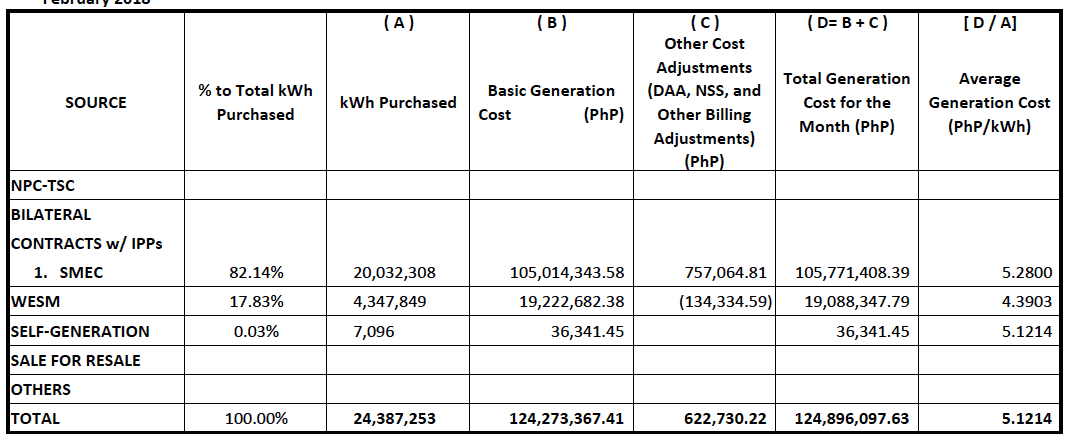 February 2018
( A ) ( B ) ( C ) ( D= B + C ) [ D / A]
SOURCE
% to Total kWh
Purchased
kWh Purchased
Basic Generation
Cost (PhP)
Other Cost
Adjustments
(DAA, NSS, and
Other Billing
Adjustments)
(PhP)
Total Generation
Cost for the
Month (PhP)
Average
Generation Cost
(PhP/kWh)
NPC-TSC
BILATERAL
CONTRACTS w/ IPPs
1. SMEC 82.14% 20,032,308 105,014,343.58 757,064.81 105,771,408.39 5.2800
WESM 17.83% 4,347,849 19,222,682.38 (134,334.59) 19,088,347.79 4.3903
SELF-GENERATION 0.03% 7,096 36,341.45 36,341.45 5.1214
SALE FOR RESALE
OTHERS
TOTAL 100.00% 24,387,253 124,273,367.41 622,730.22 124,896,097.63 5.1214